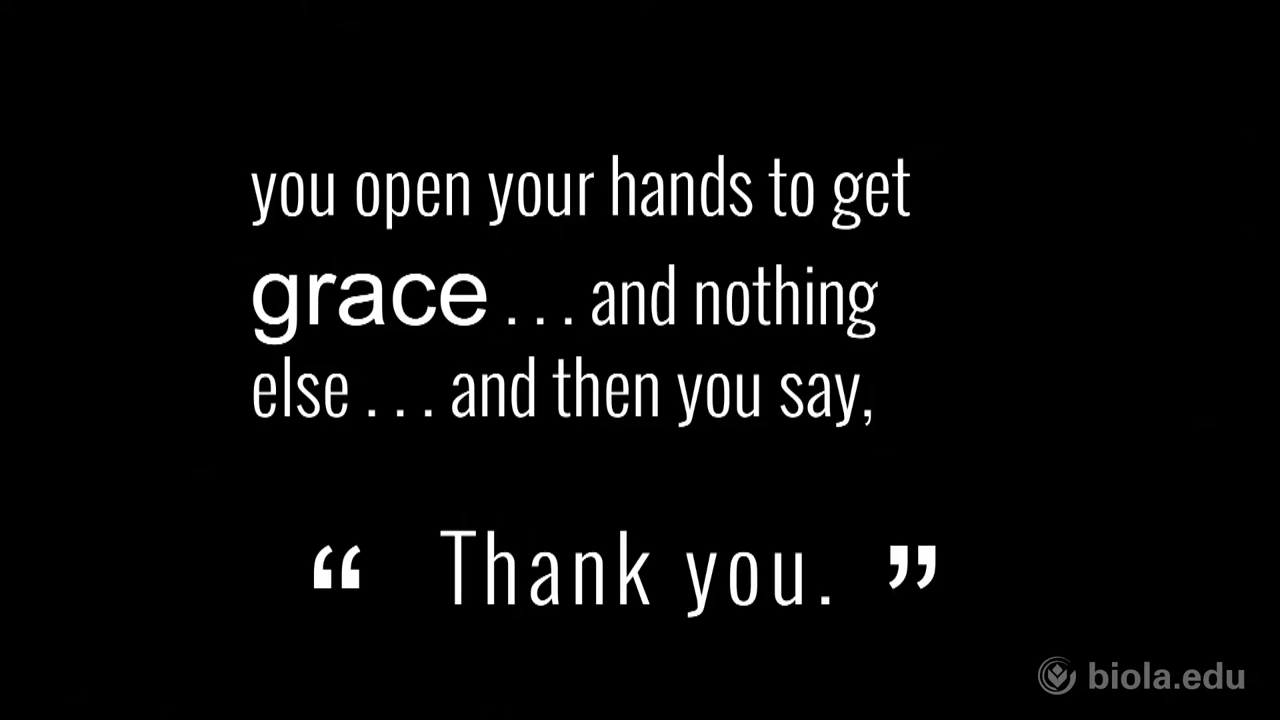 you open your hands to get
grace . . . and nothing
else . . . and then you say,
“ Thank you. ”
biola.edu